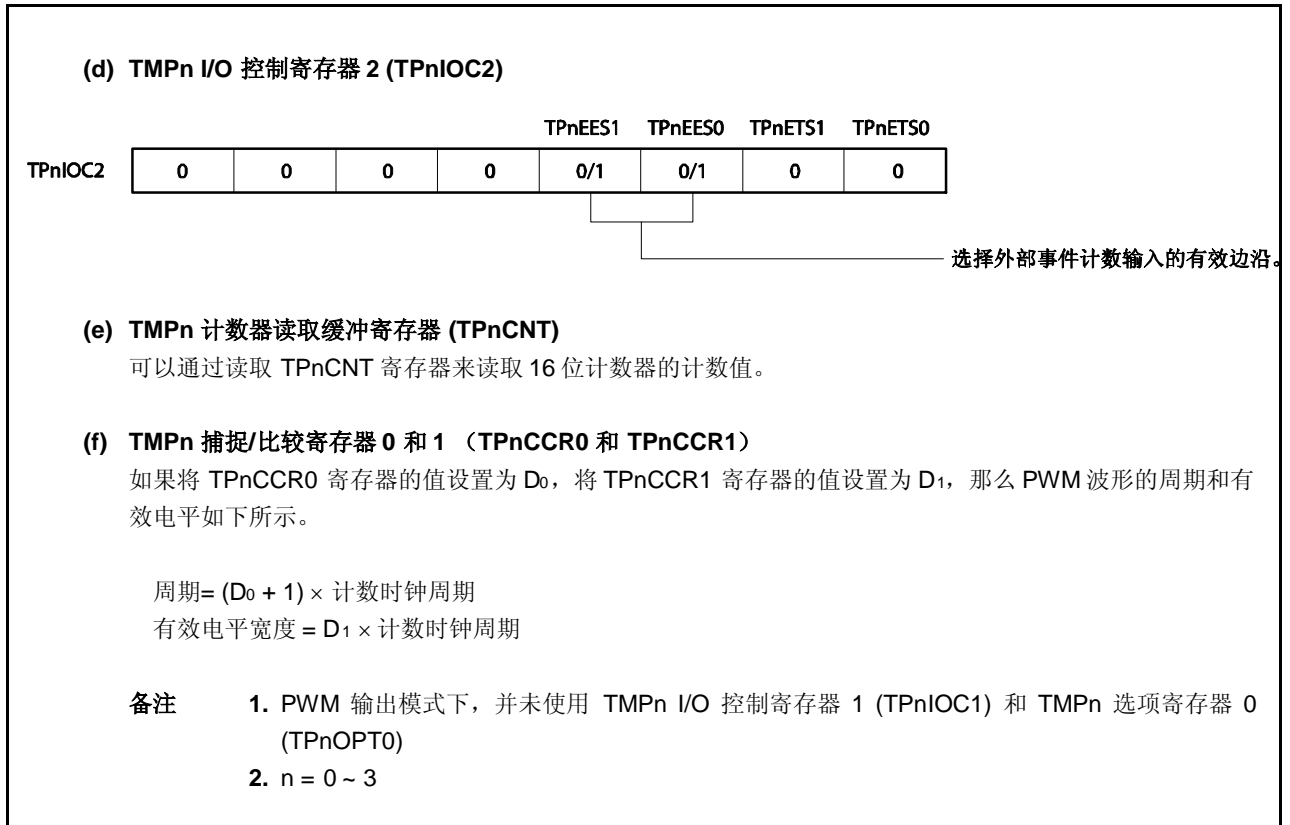 (d) TMPn I/O 控制寄存器 2 (TPnIOC2)
TPnEES1 TPnEES0 TPnETS1 TPnETS0
TPnIOC2 0 0 0 0 0/1 0/1 0 0
选择外部事件计数输入的有效边沿。
(e) TMPn 计数器读取缓冲寄存器 (TPnCNT)
可以通过读取 TPnCNT 寄存器来读取 16 位计数器的计数值。
(f) TMPn 捕捉/比较寄存器 0 和 1 （TPnCCR0 和 TPnCCR1）
如果将 TPnCCR0 寄存器的值设置为 D0，将 TPnCCR1 寄存器的值设置为 D1，那么 PWM 波形的周期和有
效电平如下所示。
周期= (D0 + 1) × 计数时钟周期
有效电平宽度 = D1 × 计数时钟周期
备注 1. PWM 输出模式下，并未使用 TMPn I/O 控制寄存器 1 (TPnIOC1) 和 TMPn 选项寄存器 0
(TPnOPT0)
2. n = 0 ~ 3